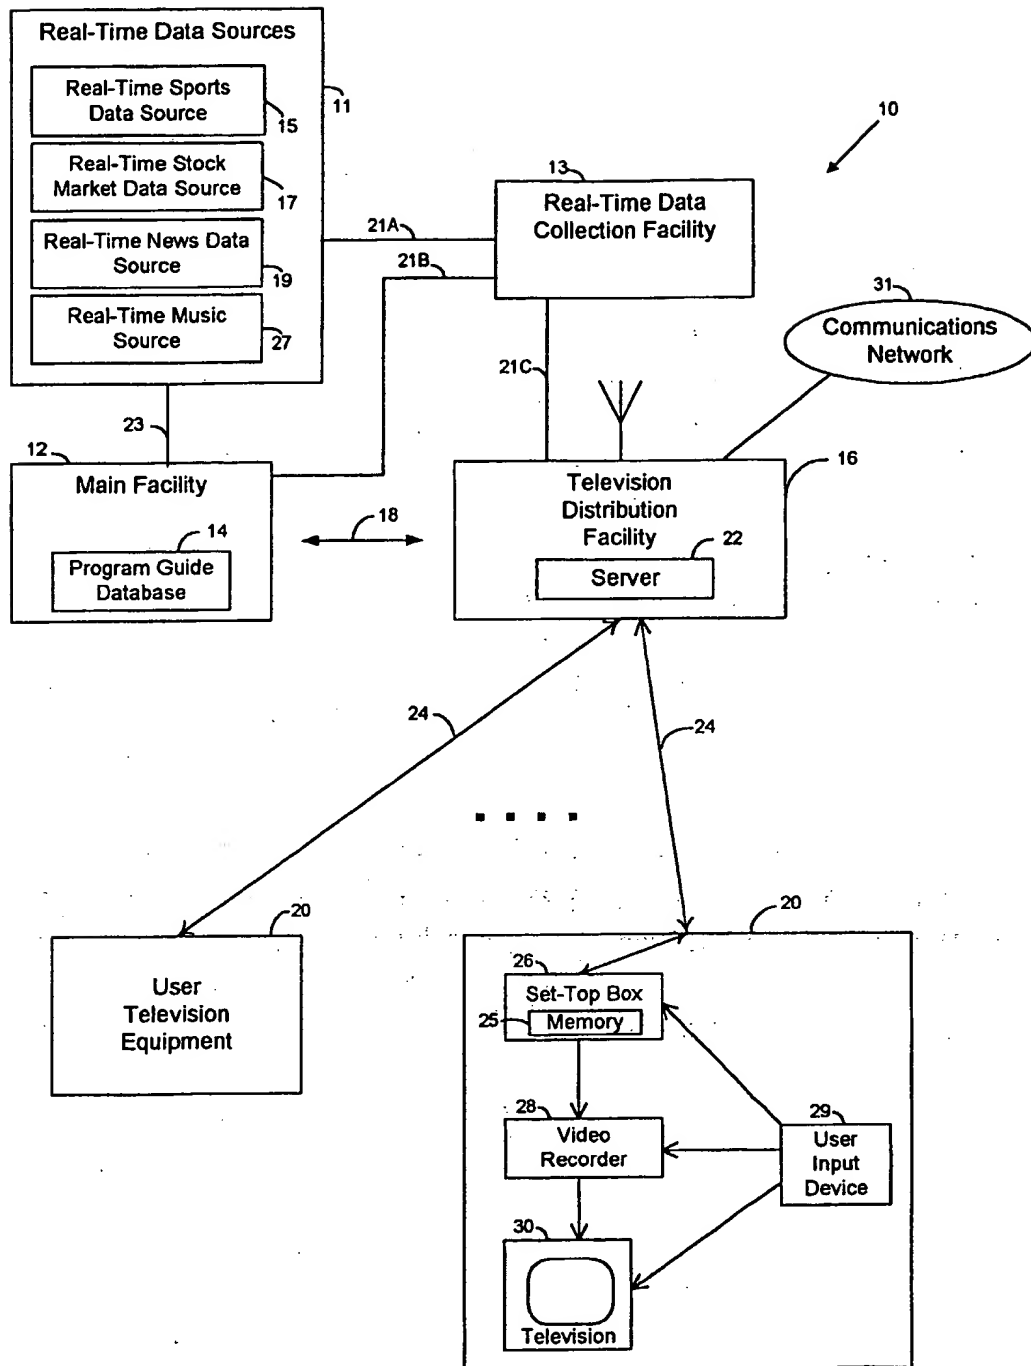 Real-Time Data Sources
11
Real-Time Sports
Data Source
15
Real-Time Stock
Market Data Source
17
Real-Time News Data
Source
19
Real-Time Music
Source
27
10
13
Real-Time Data
Collection Facility
21A
21B
21C
31
Communications
Network
23
12
Main Facility
14
Program Guide
Database
18
16
Television
Distribution
Facility
22
Server
24
24
20
User
Television
Equipment
20
26
Set-Top Box
25
Memory
28
Video
Recorder
29
User
Input
Device
30
Television